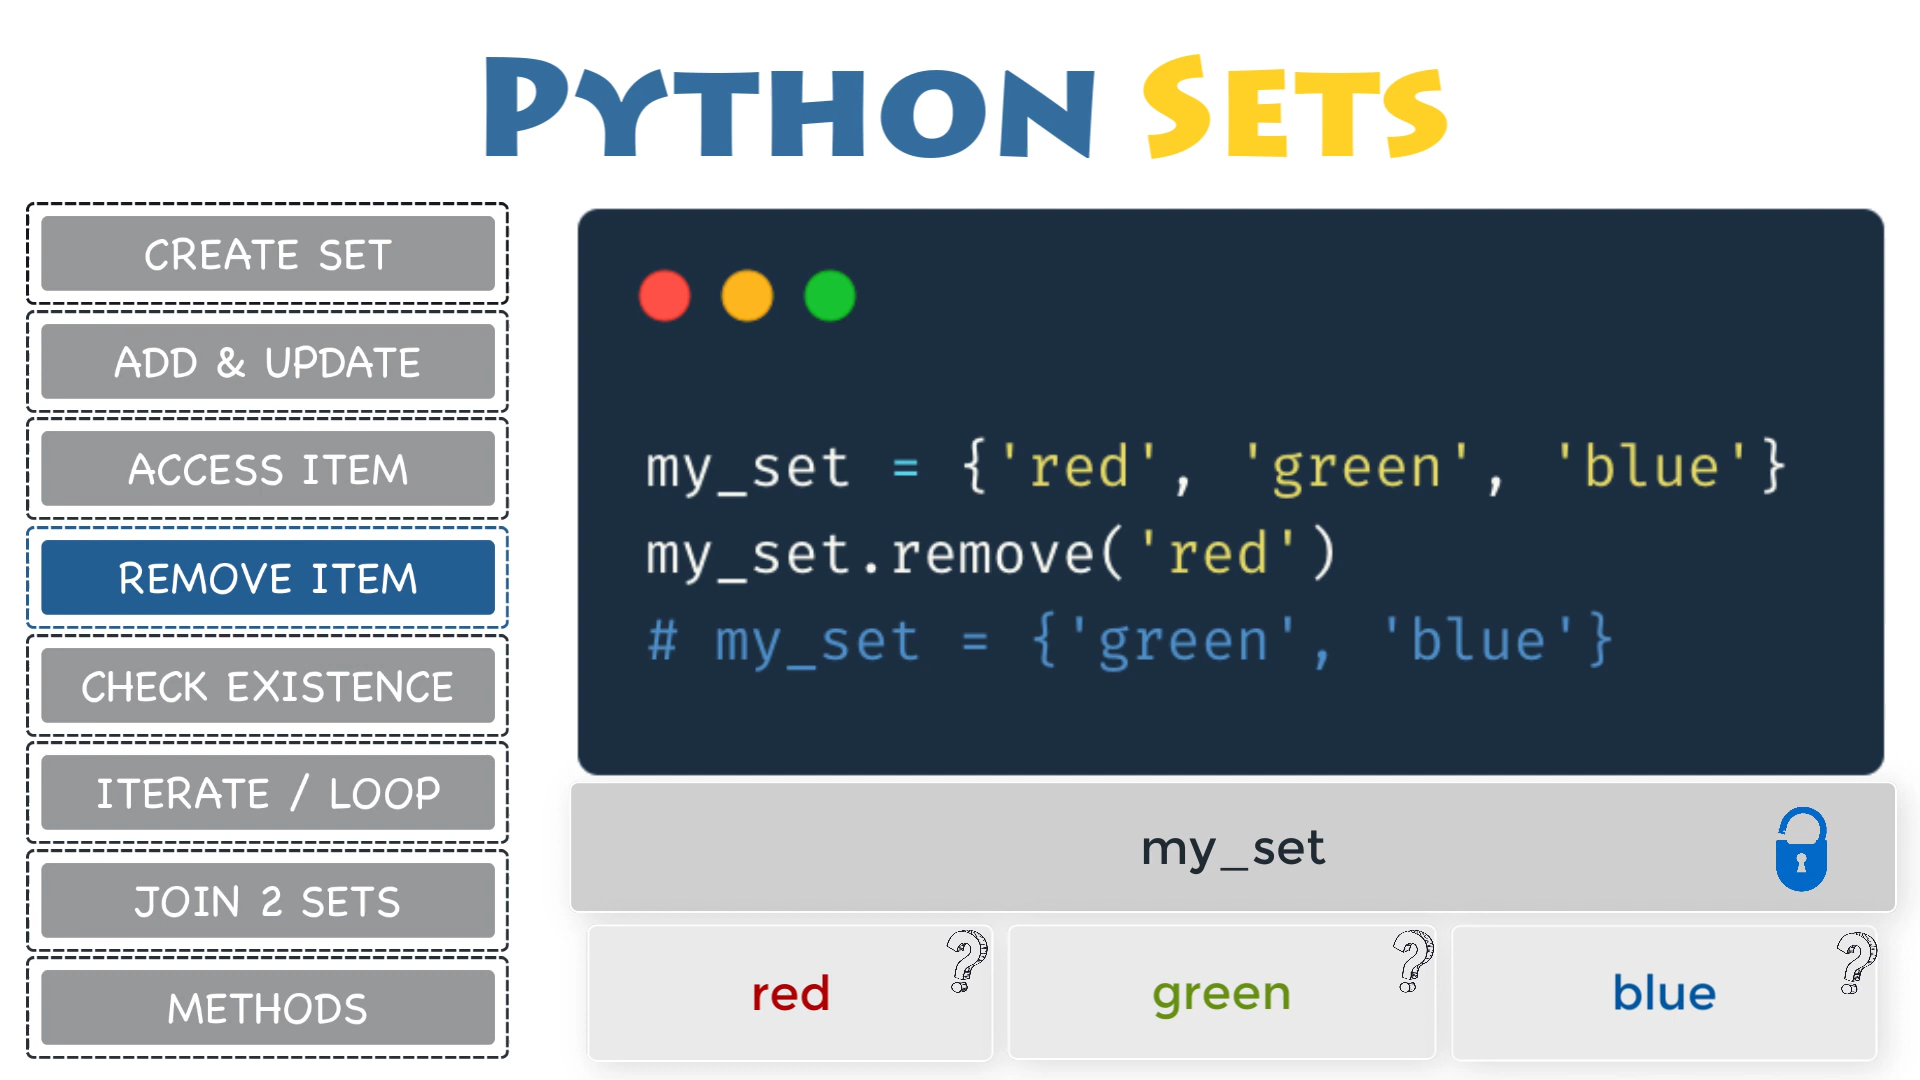 PYTHON SETS
CREATE SET
ADD & UPDATE
ACCESS ITEM
REMOVE ITEM
CHECK EXISTENCE
ITERATE / LOOP
JOIN 2 SETS
METHODS
my_set = {'red', 'green', 'blue'}
my_set.remove('red')
# my_set = {'green', 'blue'}
my_set
red ? green ? blue ?